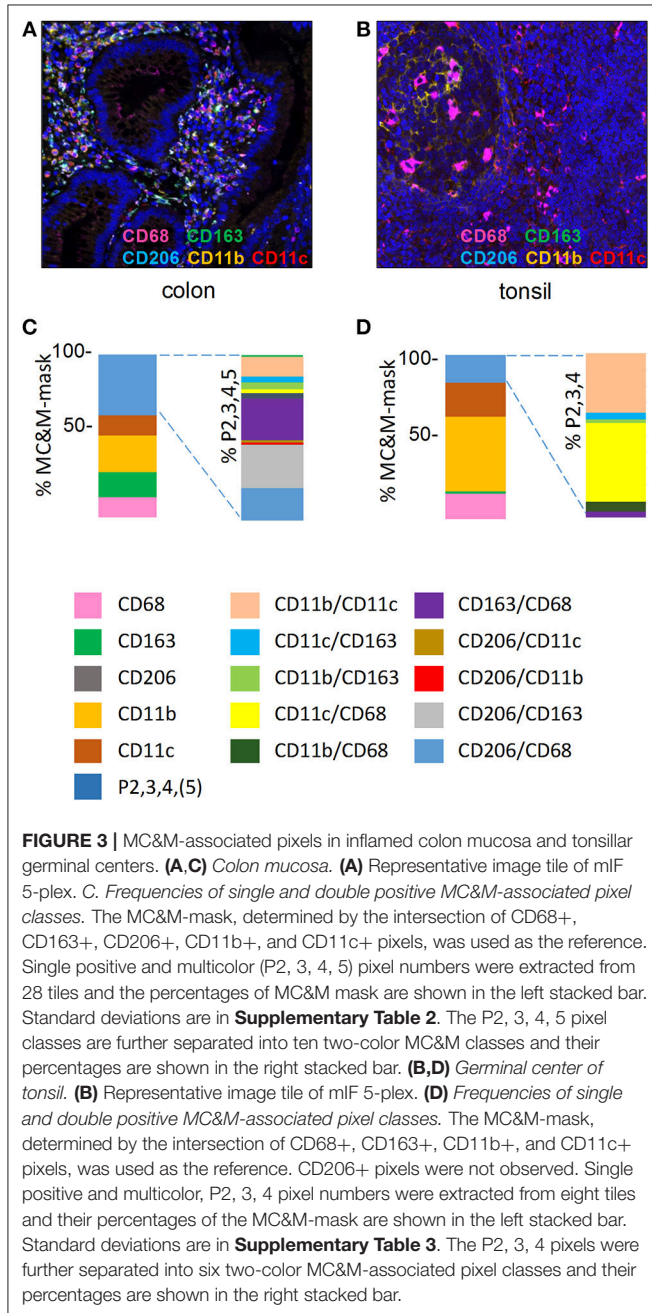 A
B
CD68 CD163
CD206 CD11b CD11c
CD68 CD163
CD206 CD11b CD11c
colon
tonsil
C
D
100-
50-
% MC&M-mask
% P2,3,4,5
100-
50-
% MC&M-mask
% P2,3,4
CD68
CD11b/CD11c
CD163/CD68
CD163
CD11c/CD163
CD206/CD11c
CD206
CD11b/CD163
CD206/CD11b
CD11b
CD11c/CD68
CD206/CD163
CD11c
CD11b/CD68
CD206/CD68
P2,3,4,(5)
FIGURE 3 | MC&M-associated pixels in inflamed colon mucosa and tonsillar
germinal centers. (A,C) Colon mucosa. (A) Representative image tile of mIF
5-plex. C. Frequencies of single and double positive MC&M-associated pixel
classes. The MC&M-mask, determined by the intersection of CD68+,
CD163+, CD206+, CD11b+, and CD11c+ pixels, was used as the reference.
Single positive and multicolor (P2, 3, 4, 5) pixel numbers were extracted from
28 tiles and the percentages of MC&M mask are shown in the left stacked bar.
Standard deviations are in Supplementary Table 2. The P2, 3, 4, 5 pixel
classes are further separated into ten two-color MC&M classes and their
percentages are shown in the right stacked bar. (B,D) Germinal center of
tonsil. (B) Representative image tile of mIF 5-plex. (D) Frequencies of single
and double positive MC&M-associated pixel classes. The MC&M-mask,
determined by the intersection of CD68+, CD163+, CD11b+, and CD11c+
pixels, was used as the reference. CD206+ pixels were not observed. Single
positive and multicolor, P2, 3, 4 pixel numbers were extracted from eight tiles
and their percentages of the MC&M-mask are shown in the left stacked bar.
Standard deviations are in Supplementary Table 3. The P2, 3, 4 pixels were
further separated into six two-color MC&M-associated pixel classes and their
percentages are shown in the right stacked bar.